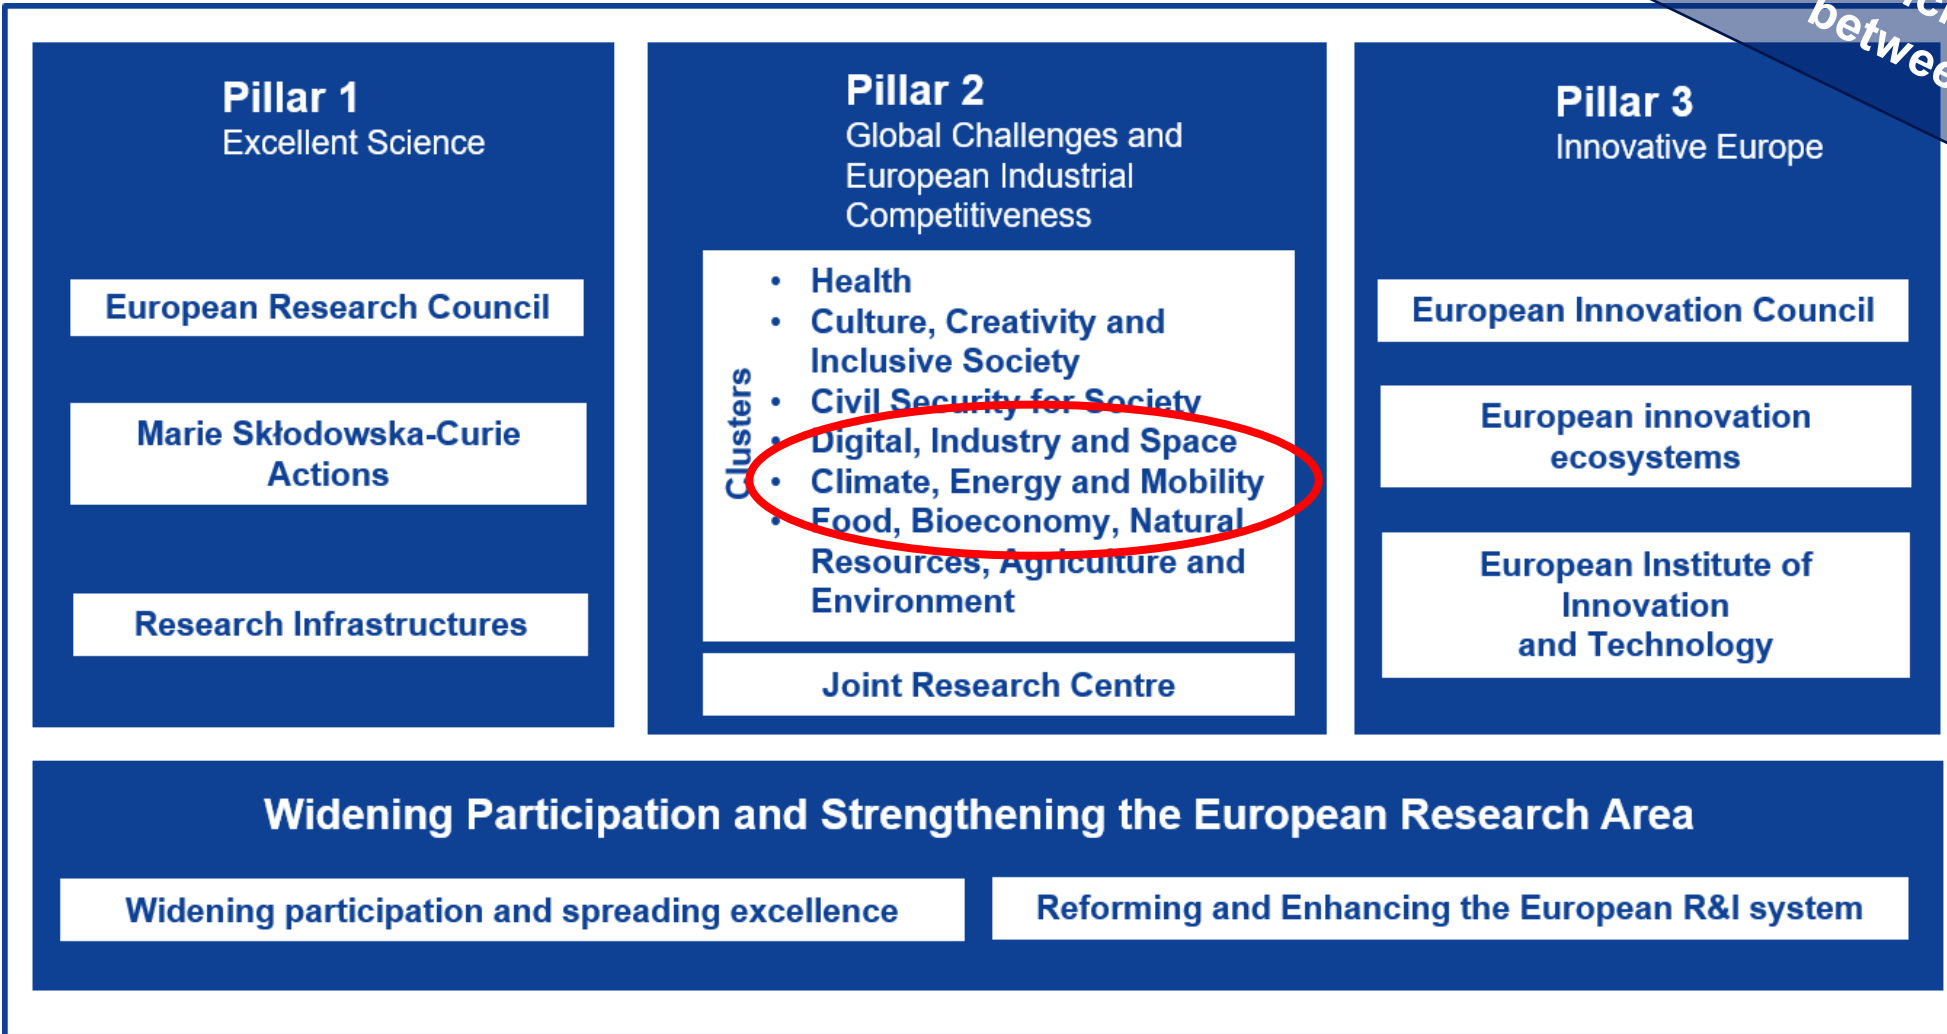 betwee
Pillar 1
Excellent Science
European Research Council
Marie Skłodowska-Curie
Actions
Research Infrastructures
Pillar 2
Global Challenges and
European Industrial
Competitiveness
Clusters
• Health
• Culture, Creativity and
Inclusive Society
• Civil Security for Society
• Digital, Industry and Space
• Climate, Energy and Mobility
• Food, Bioeconomy, Natural
Resources, Agriculture and
Environment
Joint Research Centre
Pillar 3
Innovative Europe
European Innovation Council
European innovation
ecosystems
European Institute of
Innovation
and Technology
Widening Participation and Strengthening the European Research Area
Widening participation and spreading excellence
Reforming and Enhancing the European R&I system